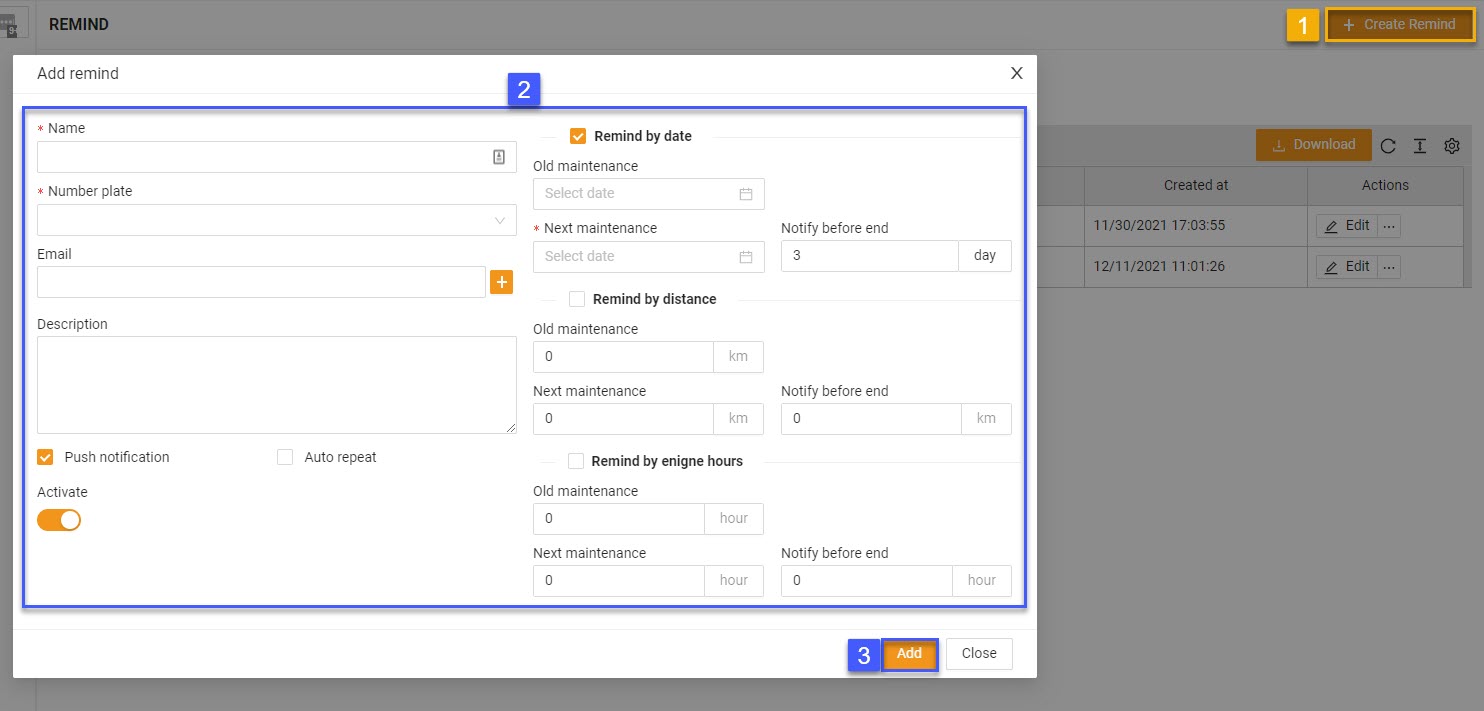 9+
REMIND
1
+ Create Remind
Add remind
X
2
* Name
* Number plate
Email
+
Description
Push notification
Auto repeat
Activate
Remind by date
Old maintenance
Select date
* Next maintenance
Notify before end
Select date
3 day
Remind by distance
Old maintenance
0 km
Next maintenance
Notify before end
0 km
0 km
Remind by enigne hours
Old maintenance
0 hour
Next maintenance
Notify before end
0 hour
0 hour
3
Add
Close
Download
Created at
Actions
11/30/2021 17:03:55
Edit ...
12/11/2021 11:01:26
Edit ...